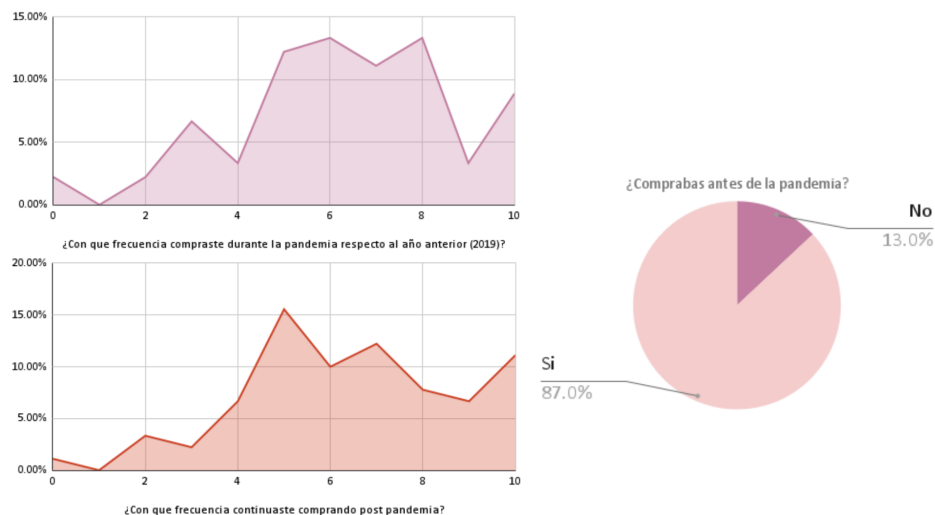 15.00%
10.00%
5.00%
0.00%
0 2 4 6 8 10
¿Con que frecuencia compraste durante la pandemia respecto al año anterior (2019)?
20.00%
15.00%
10.00%
5.00%
0.00%
0 2 4 6 8 10
¿Con que frecuencia continuaste comprando post pandemia?
¿Comprabas antes de la pandemia?
No
13.0%
Si
87.0%